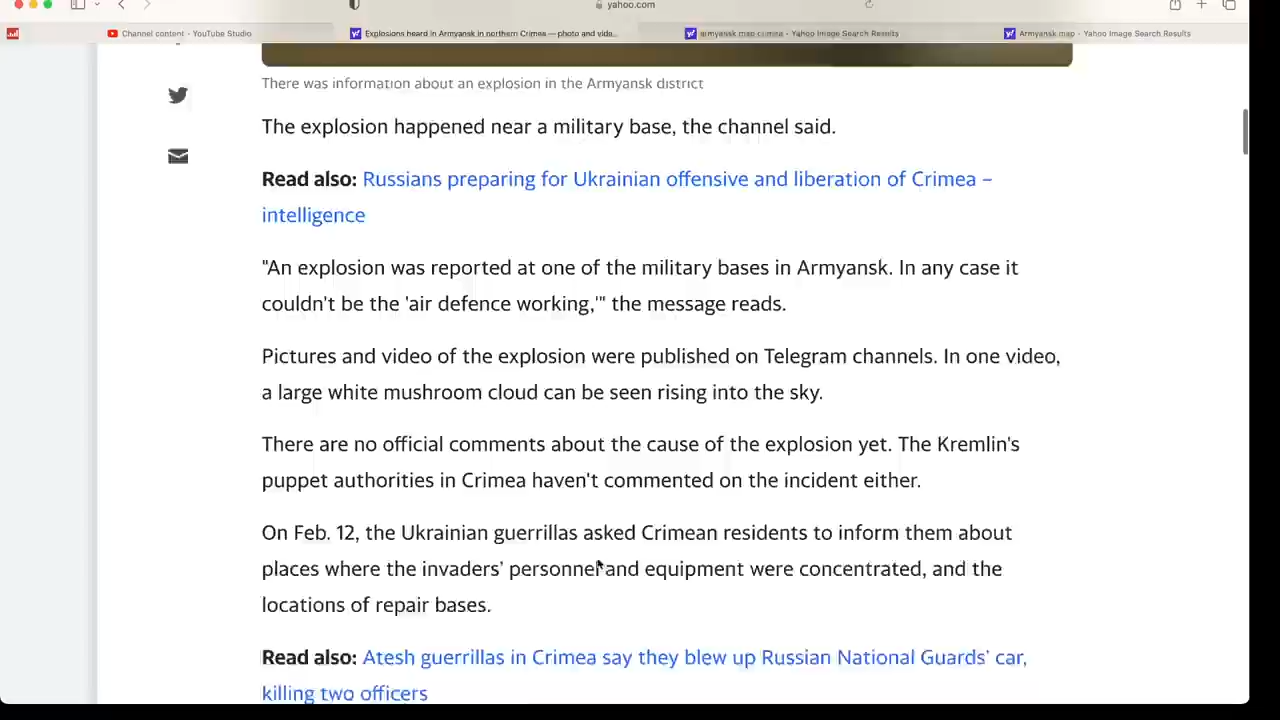 yahoo.com
Channel content - YouTube Studio
Explosions heard in Armyansk in northern Crimea — photo and vide...
armyansk map crimea - Yahoo Image Search Results
Armyansk map - Yahoo Image Search Results
There was information about an explosion in the Armyansk district
The explosion happened near a military base, the channel said.
Read also: Russians preparing for Ukrainian offensive and liberation of Crimea –
intelligence
"An explosion was reported at one of the military bases in Armyansk. In any case it
couldn't be the 'air defence working,'" the message reads.
Pictures and video of the explosion were published on Telegram channels. In one video,
a large white mushroom cloud can be seen rising into the sky.
There are no official comments about the cause of the explosion yet. The Kremlin's
puppet authorities in Crimea haven't commented on the incident either.
On Feb. 12, the Ukrainian guerrillas asked Crimean residents to inform them about
places where the invaders’ personnel and equipment were concentrated, and the
locations of repair bases.
Read also: Atesh guerrillas in Crimea say they blew up Russian National Guards’ car,
killing two officers